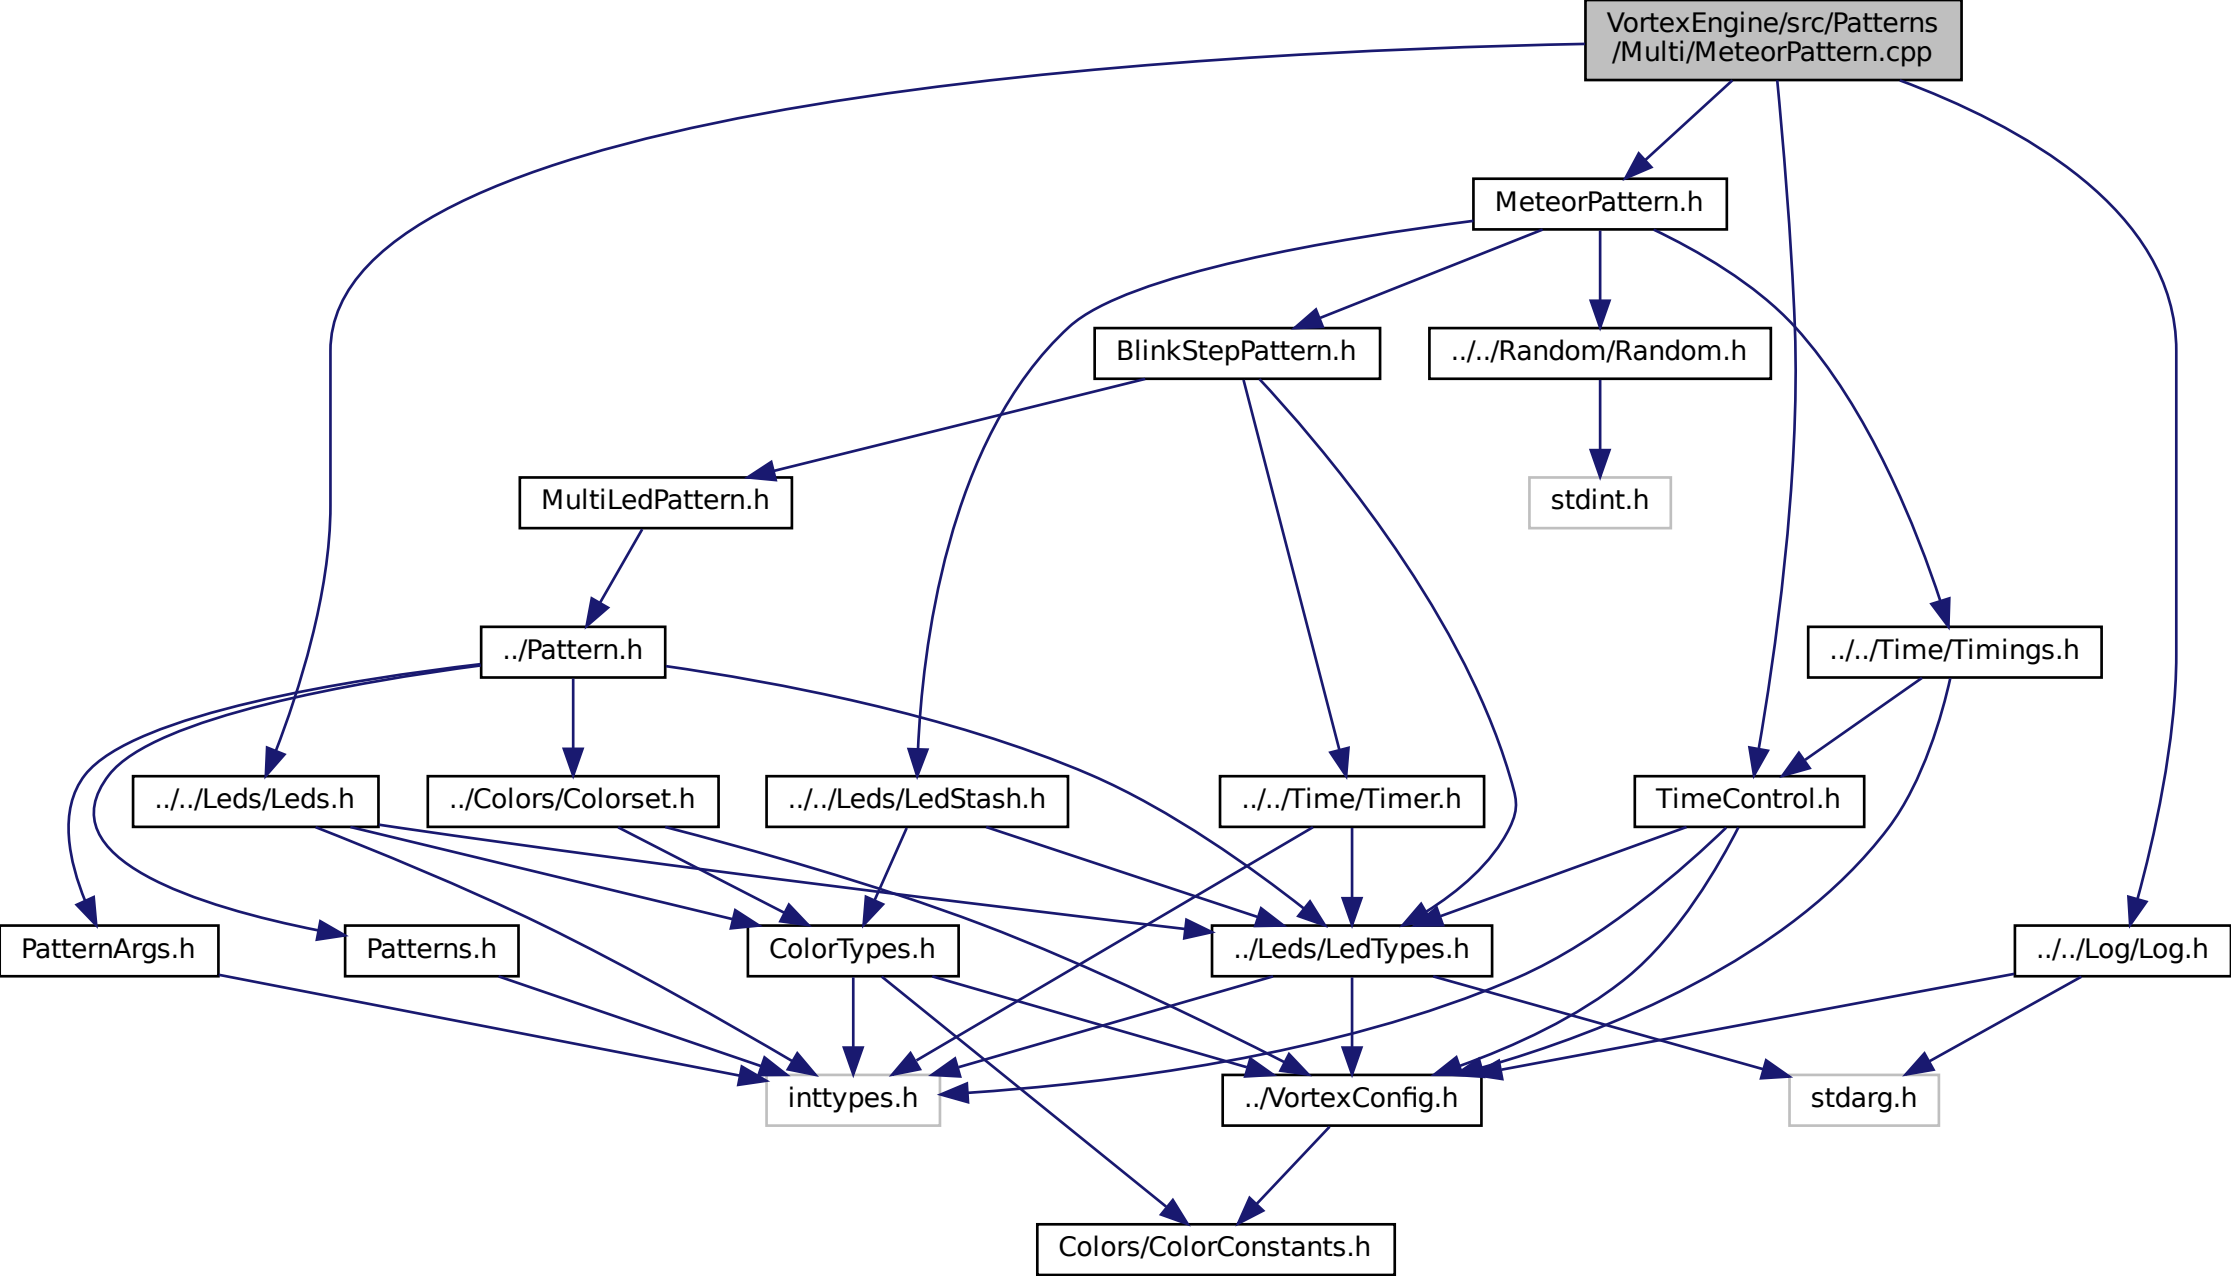 VortexEngine/src/Patterns
/Multi/MeteorPattern.cpp
MeteorPattern.h
BlinkStepPattern.h
../../Random/Random.h
MultiLedPattern.h
stdint.h
../Pattern.h
../../Time/Timings.h
../../Leds/Leds.h
../Colors/Colorset.h
../../Leds/LedStash.h
../../Time/Timer.h
TimeControl.h
PatternArgs.h
Patterns.h
ColorTypes.h
../Leds/LedTypes.h
../../Log/Log.h
inttypes.h
../VortexConfig.h
stdarg.h
Colors/ColorConstants.h